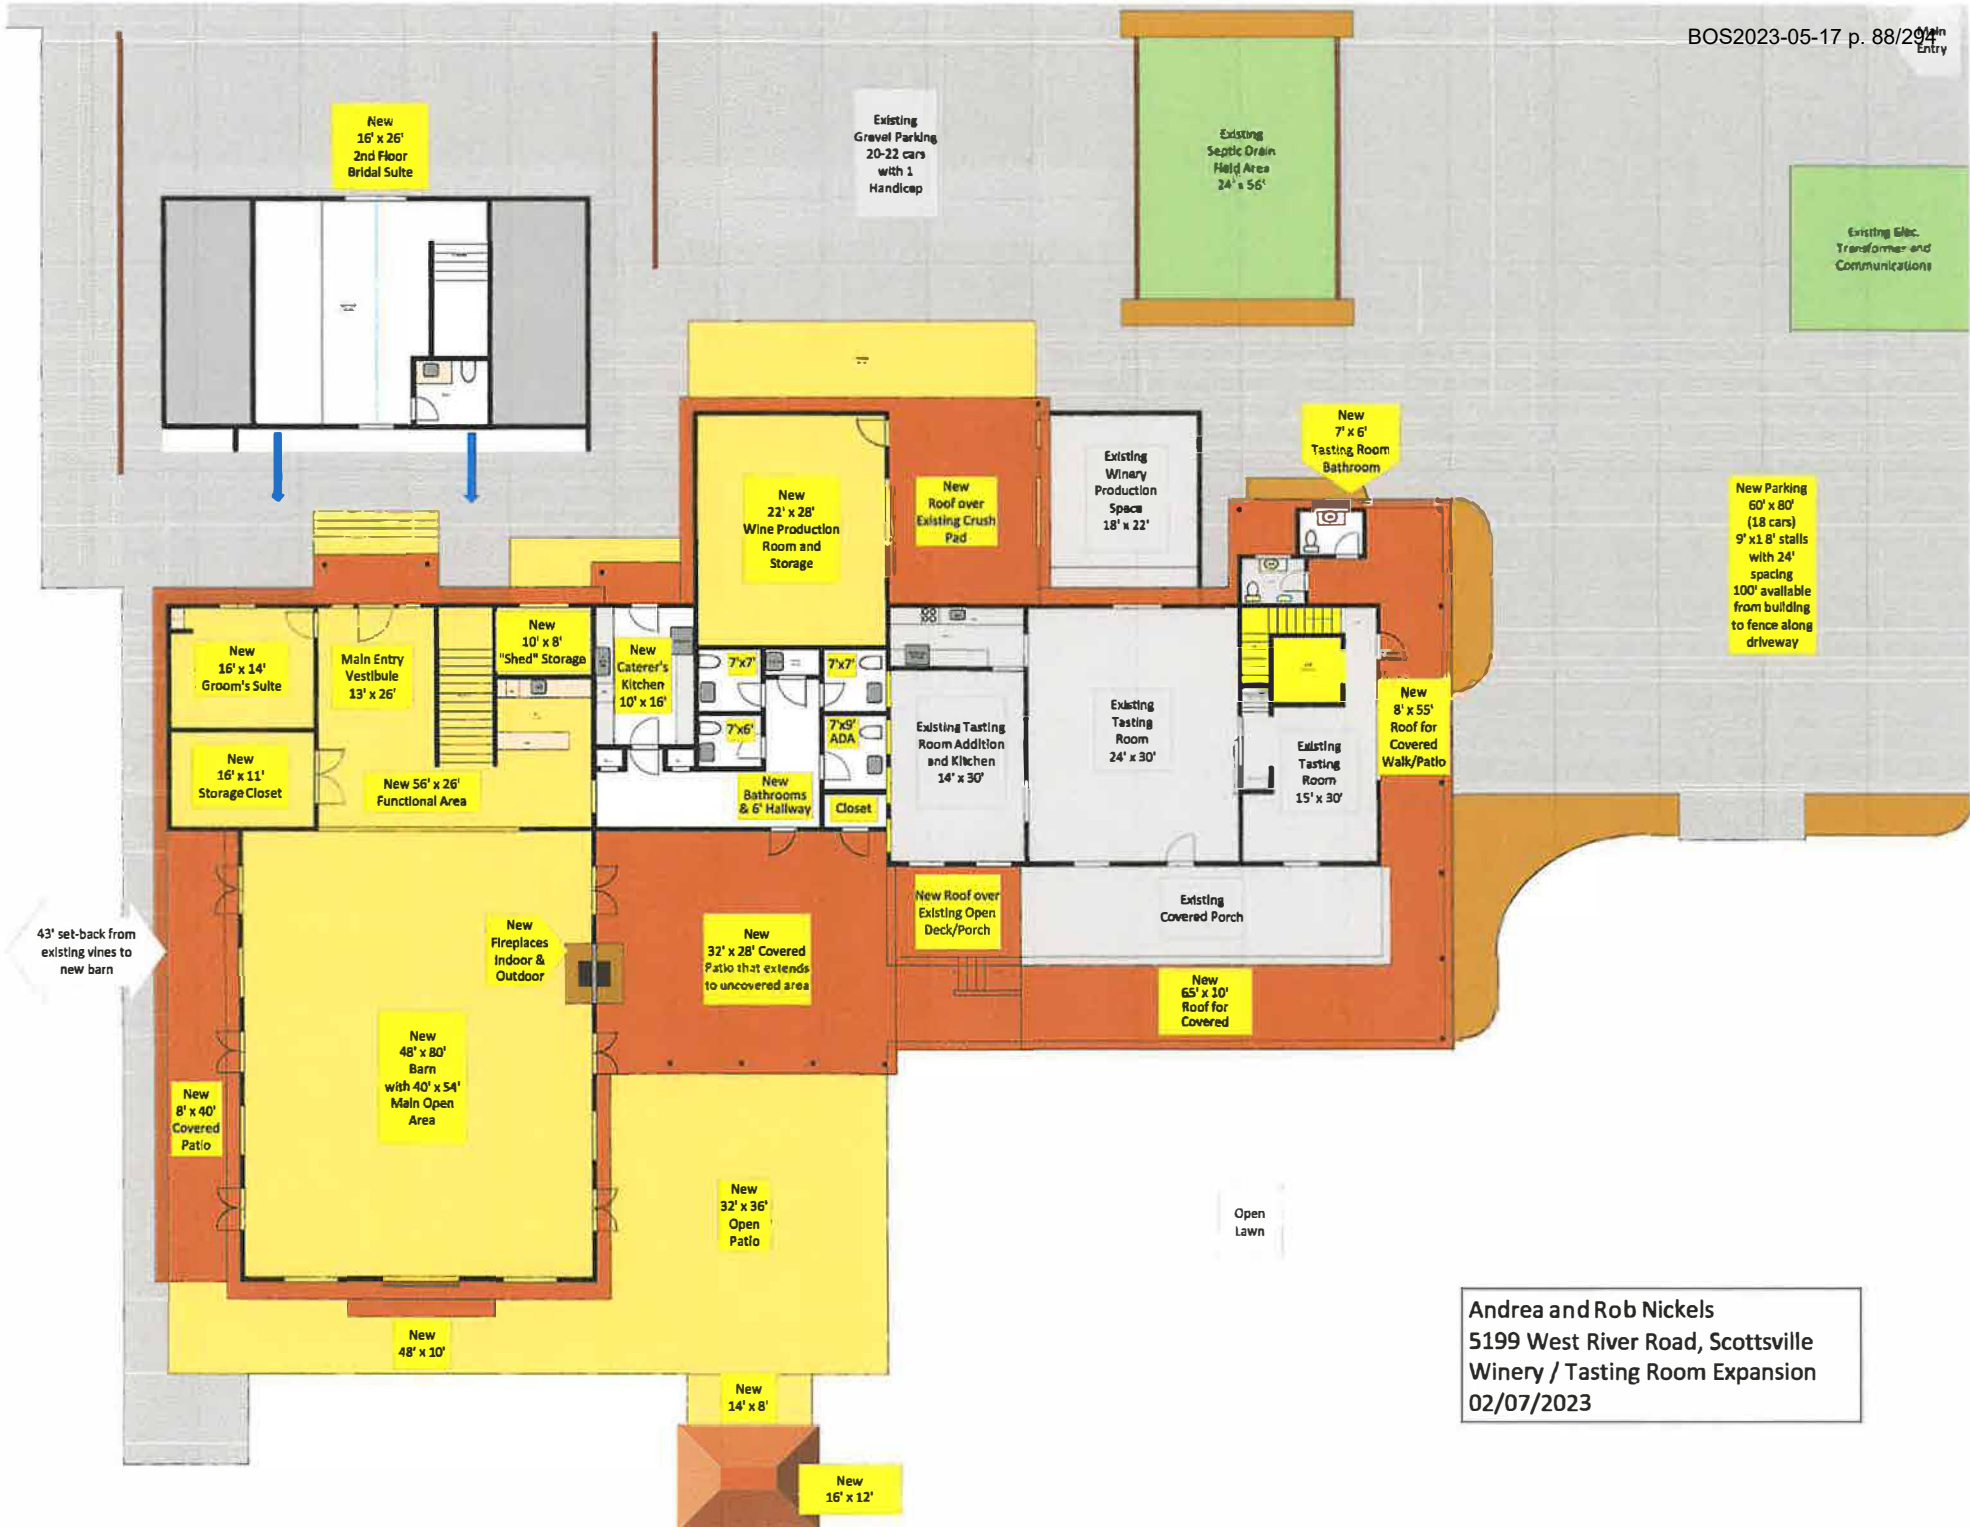 BOS2023-05-17 p. 88/294
Main
Entry
New
16' x 26'
2nd Floor
Bridal Suite
Existing
Gravel Parking
20-22 cars
with 1
Handicap
Existing
Septic Drain
Field Area
24' x 56'
Existing Elec.
Transformer and
Communications
New
7' x 6'
Tasting Room
Bathroom
Existing
Winery
Production
Space
18' x 22'
New
Roof over
Existing Crush
Pad
New
22' x 28'
Wine Production
Room and
Storage
New Parking
60' x 80'
(18 cars)
9' x1 8' stalls
with 24'
spacing
100' available
from building
to fence along
driveway
New
16' x 14'
Groom's Suite
Main Entry
Vestibule
13' x 26'
New
10' x 8'
"Shed" Storage
New
Caterer's
Kitchen
10' x 16'
7'x7'
7'x7'
7'x6'
7'x9'
ADA
New
16' x 11'
Storage Closet
New 56' x 26'
Functional Area
New
Bathrooms
& 6' Hallway
Closet
Existing Tasting
Room Addition
and Kitchen
14' x 30'
Existing
Tasting
Room
24' x 30'
Existing
Tasting
Room
15' x 30'
New
8' x 55'
Roof for
Covered
Walk/Patio
43' set-back from
existing vines to
new barn
New
Fireplaces
Indoor &
Outdoor
New
32' x 28' Covered
Patio that extends
to uncovered area
New Roof over
Existing Open
Deck/Porch
Existing
Covered Porch
New
65' x 10'
Roof for
Covered
New
48' x 80'
Barn
with 40' x 54'
Main Open
Area
New
8' x 40'
Covered
Patio
New
32' x 36'
Open
Patio
Open
Lawn
New
48' x 10'
New
14' x 8'
New
16' x 12'
Andrea and Rob Nickels
5199 West River Road, Scottsville
Winery / Tasting Room Expansion
02/07/2023